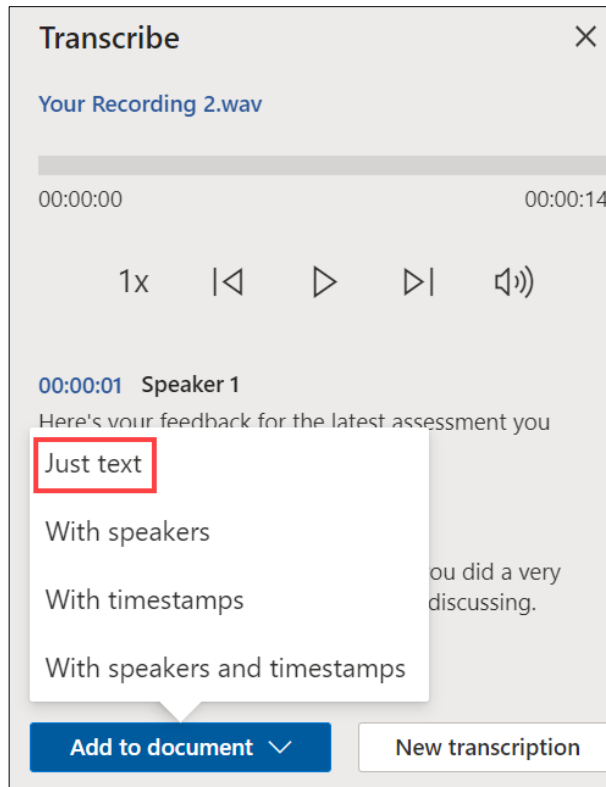 Transcribe
Your Recording 2.wav
00:00:00 00:00:14
1x
00:00:01 Speaker 1
Here's your feedback for the latest assessment you
Just text
With speakers
ou did a very
With timestamps
discussing.
With speakers and timestamps
Add to document New transcription